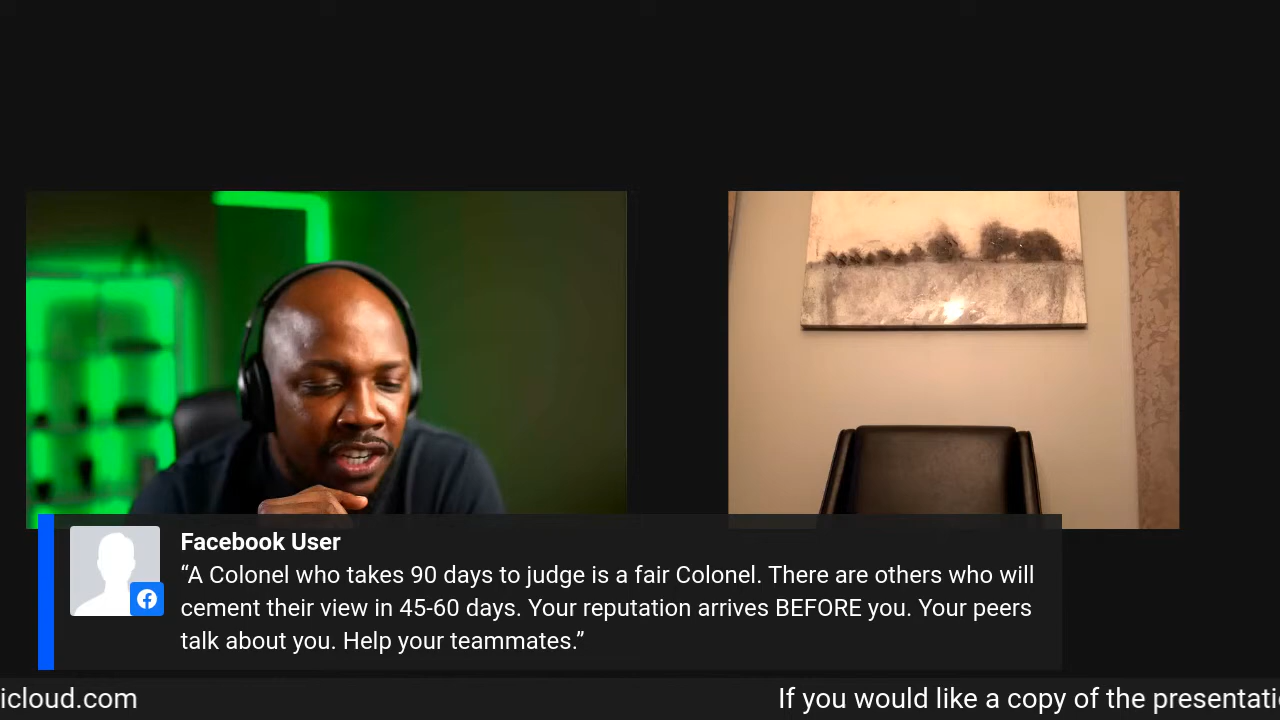 Facebook User
“A Colonel who takes 90 days to judge is a fair Colonel. There are others who will
cement their view in 45-60 days. Your reputation arrives BEFORE you. Your peers
talk about you. Help your teammates.”
icloud.com
If you would like a copy of the presentati